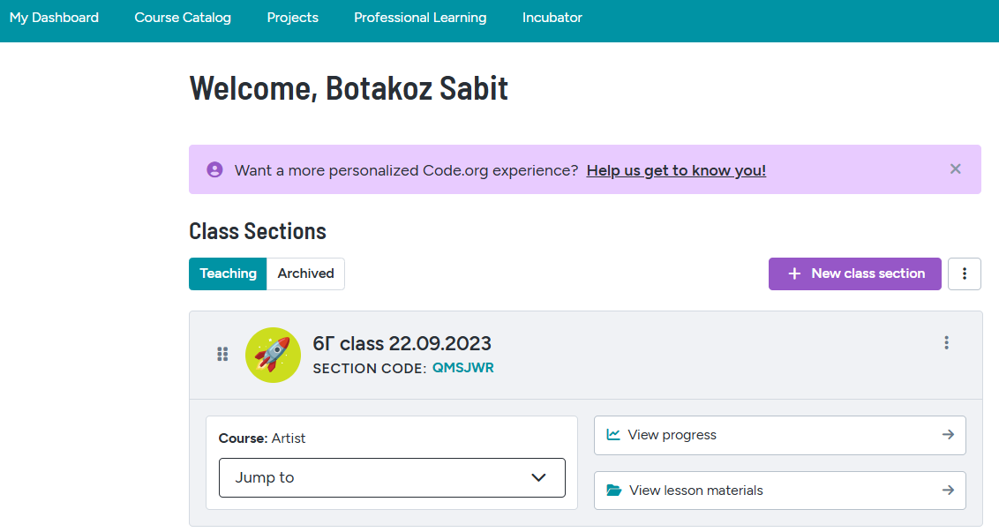 My Dashboard Course Catalog Projects Professional Learning Incubator
Welcome, Botakoz Sabit
Want a more personalized Code.org experience? Help us get to know you!
Class Sections
Teaching Archived
New class section
6Г class 22.09.2023
SECTION CODE: QMSJWR
Course: Artist
Jump to
View progress
View lesson materials